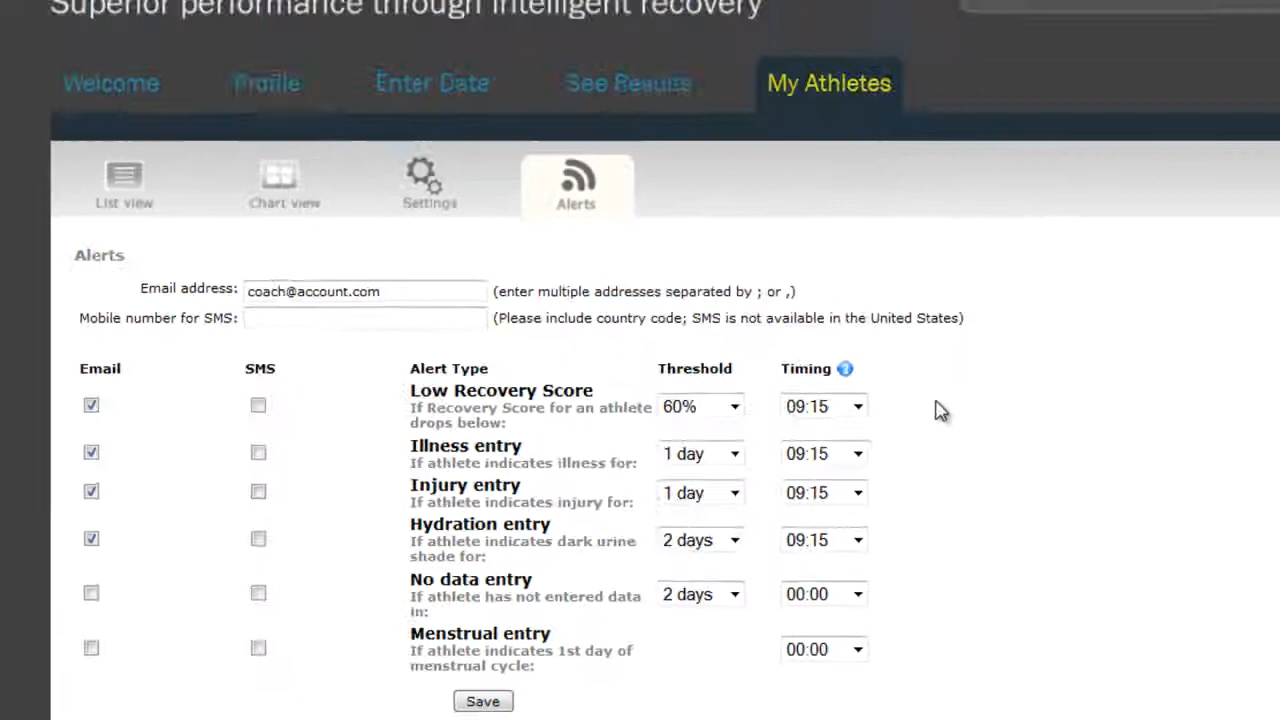 Superior performance through intelligent recovery
Welcome Profile Enter Date See Results My Athletes
List view Chart view Settings Alerts
Alerts
Email address: coach@account.com (enter multiple addresses separated by ; or ,)
Mobile number for SMS: (Please include country code; SMS is not available in the United States)
Email SMS Alert Type Threshold Timing ?
Low Recovery Score
If Recovery Score for an athlete 60% 09:15
drops below:
Illness entry 1 day 09:15
If athlete indicates illness for:
Injury entry 1 day 09:15
If athlete indicates injury for:
Hydration entry
If athlete indicates dark urine 2 days 09:15
shade for:
No data entry
If athlete has not entered data 2 days 00:00
in:
Menstrual entry
If athlete indicates 1st day of 00:00
menstrual cycle:
Save